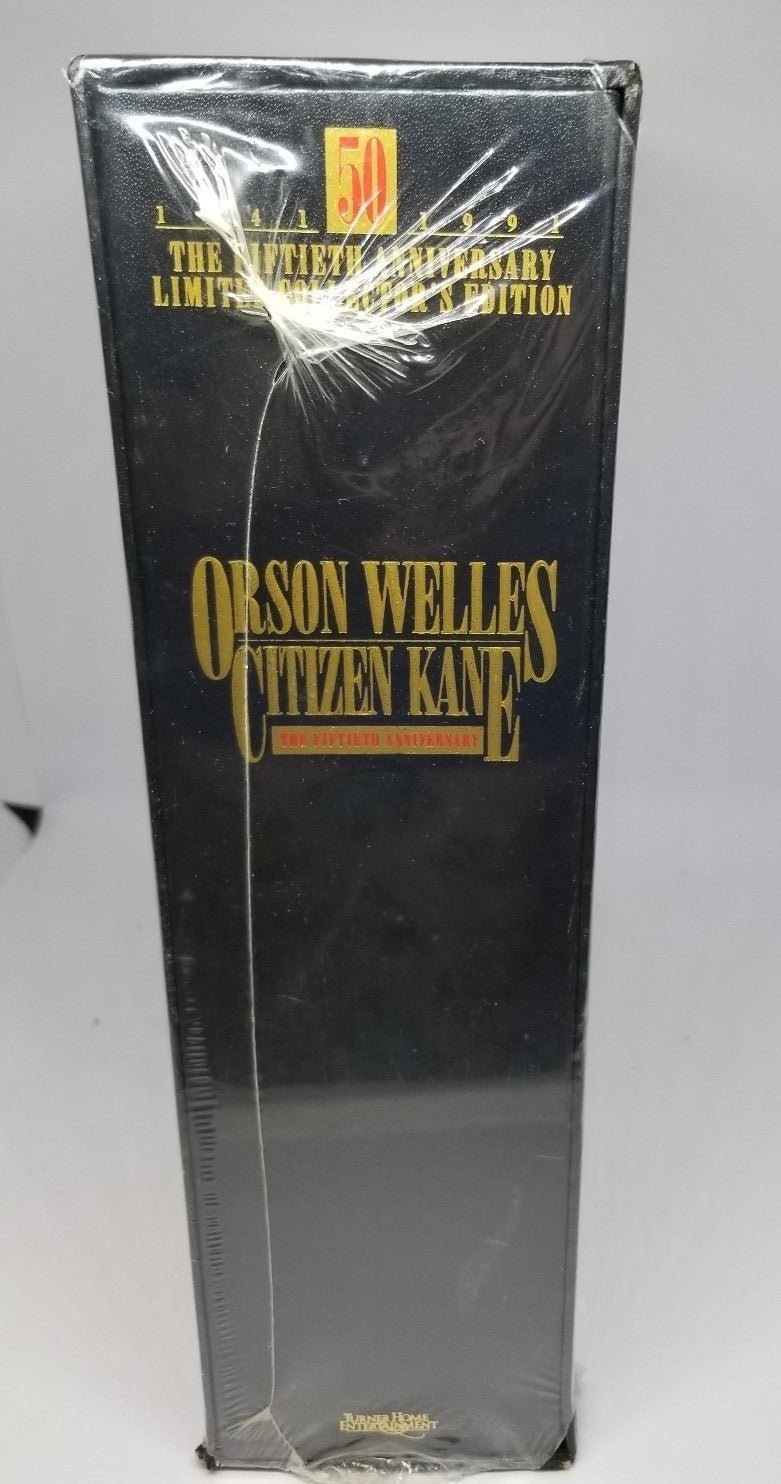 50
1941 1991
THE FIFTIETH ANNIVERSARY
LIMITED COLLECTOR'S EDITION
ORSON WELLES
CITIZEN KANE
THE FIFTIETH ANNIVERSARY
TURNER HOME
ENTERTAINMENT